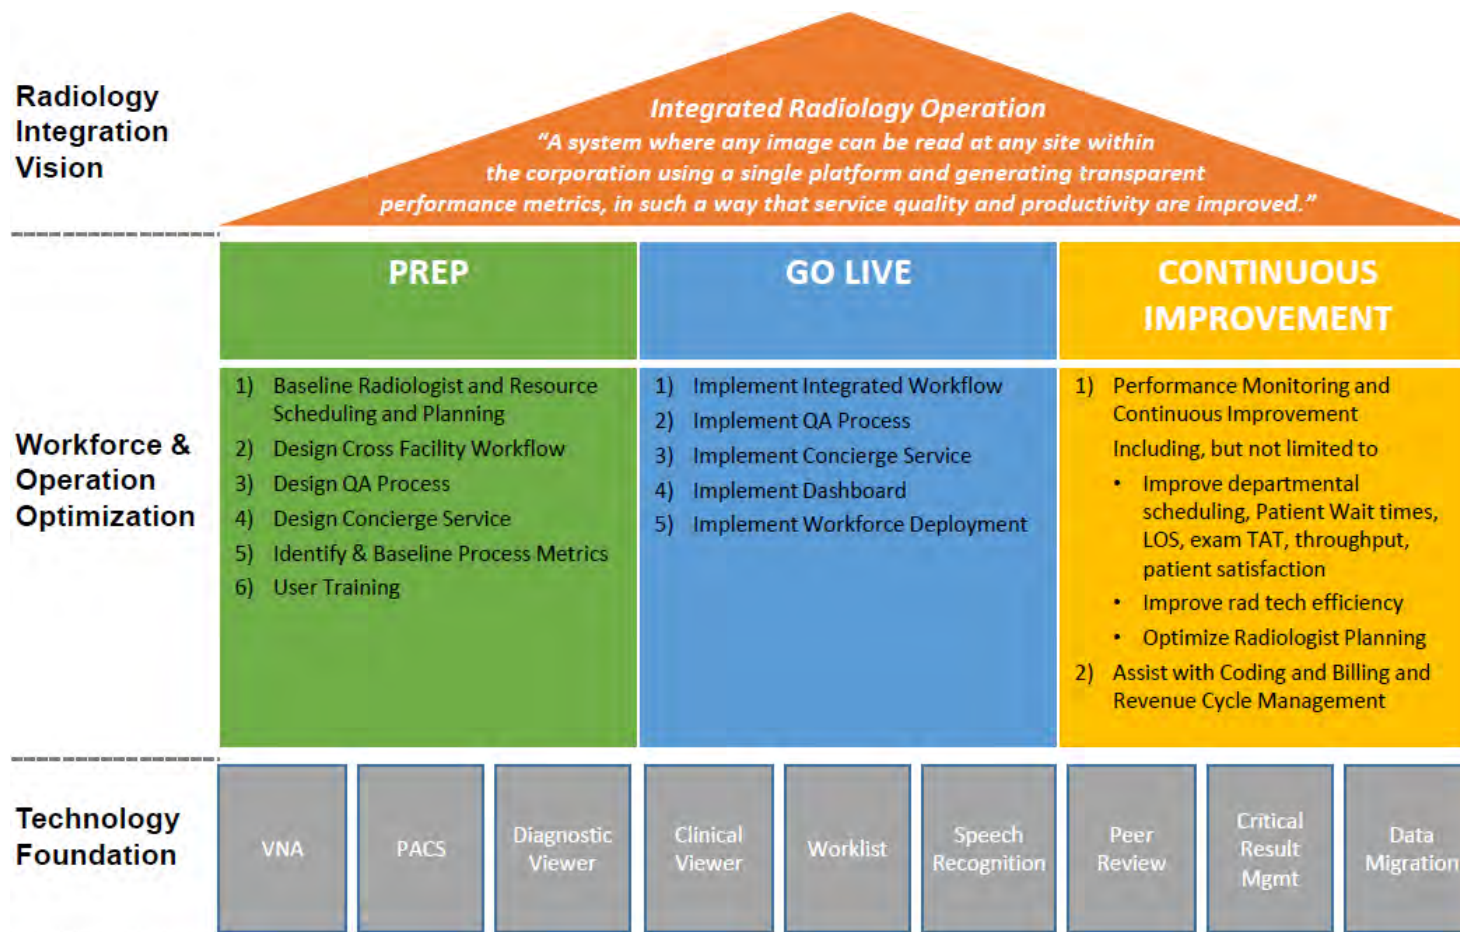 Radiology
Integration
Vision
Integrated Radiology Operation
“A system where any image can be read at any site within
the corporation using a single platform and generating transparent
performance metrics, in such a way that service quality and productivity are improved.”
Workforce &
Operation
Optimization
PREP
1) Baseline Radiologist and Resource
Scheduling and Planning
2) Design Cross Facility Workflow
3) Design QA Process
4) Design Concierge Service
5) Identify & Baseline Process Metrics
6) User Training
GO LIVE
1) Implement Integrated Workflow
2) Implement QA Process
3) Implement Concierge Service
4) Implement Dashboard
5) Implement Workforce Deployment
CONTINUOUS
IMPROVEMENT
1) Performance Monitoring and
Continuous Improvement
Including, but not limited to
• Improve departmental
scheduling, Patient Wait times,
LOS, exam TAT, throughput,
patient satisfaction
• Improve rad tech efficiency
• Optimize Radiologist Planning
2) Assist with Coding and Billing and
Revenue Cycle Management
Technology
Foundation
VNA
PACS
Diagnostic
Viewer
Clinical
Viewer
Worklist
Speech
Recognition
Peer
Review
Critical
Result
Mgmt
Data
Migration